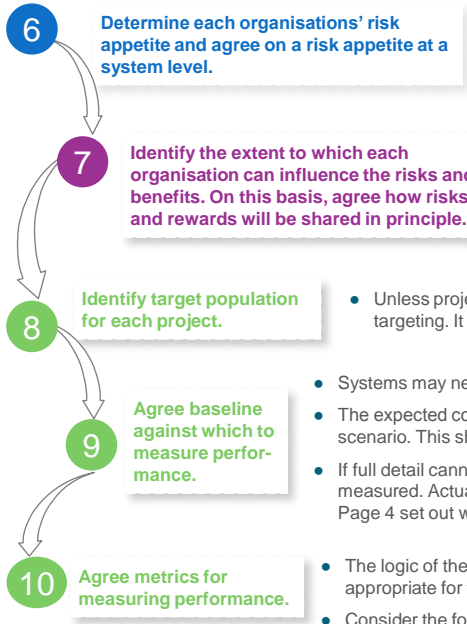 6
Determine each organisations' risk
appetite and agree on a risk appetite at a
system level.
7
Identify the extent to which each
organisation can influence the risks and
benefits. On this basis, agree how risks
and rewards will be shared in principle.
8
Identify target population
for each project.
• Unless proje
targeting. It
9
Agree baseline
against which to
measure perfor-
mance.
• Systems may ne
• The expected co
scenario. This sh
• If full detail cann
measured. Actua
Page 4 set out w
10
Agree metrics for
measuring performance.
• The logic of the
appropriate for
• Consider the fo